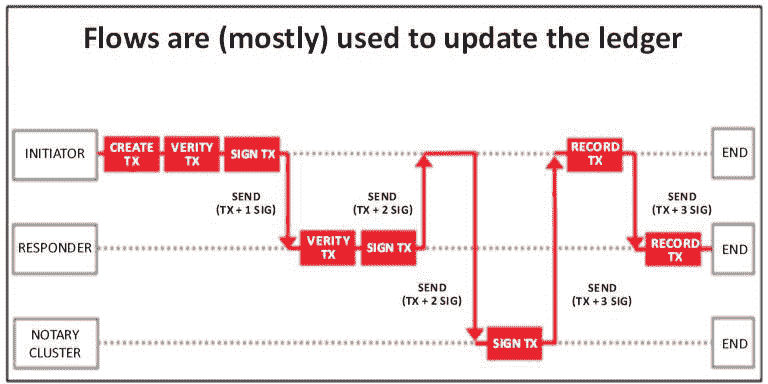 Flows are (mostly) used to update the ledger
INITIATOR
CREATE
TX
VERITY
TX
SIGN TX
RECORD
TX
END
SEND
(TX + 1 SIG)
SEND
(TX + 2 SIG)
SEND
(TX + 3 SIG)
RESPONDER
VERITY
TX
SIGN TX
RECORD
TX
END
SEND
(TX + 2 SIG)
SEND
(TX + 3 SIG)
NOTARY
CLUSTER
SIGN TX
END